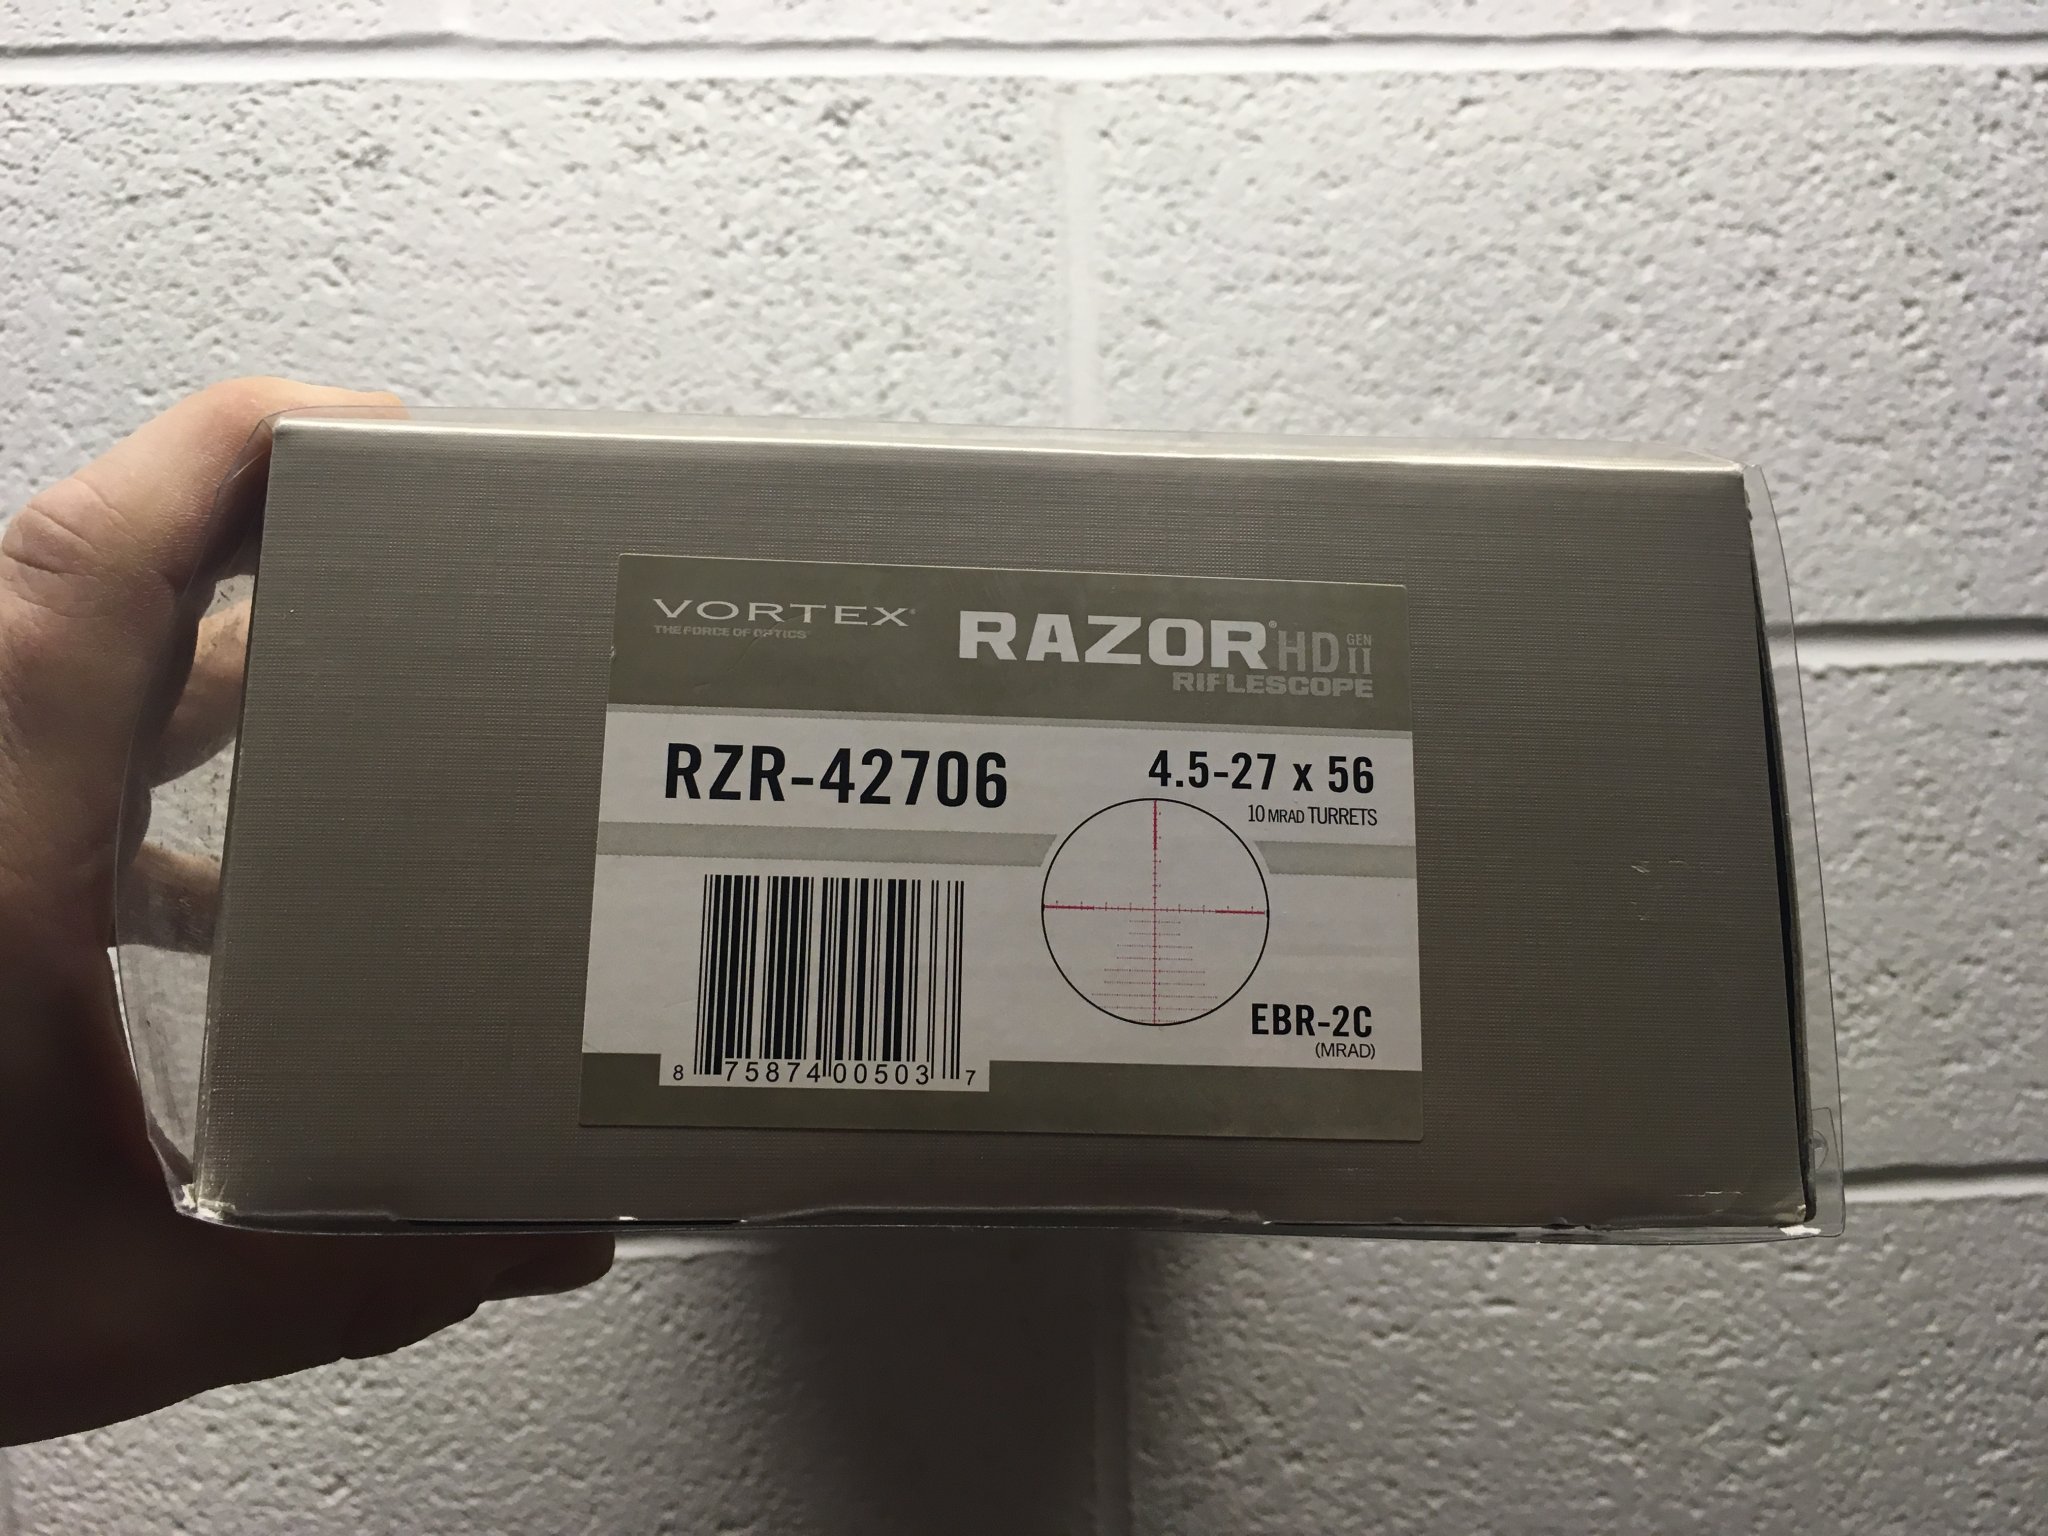 VORTEX®
THE FORCE OF OPTICS
RAZOR® HD GEN II
RIFLESCOPE
RZR-42706
4.5-27 x 56
10 MRAD TURRETS
EBR-2C
(MRAD)
8 75874 00503 7